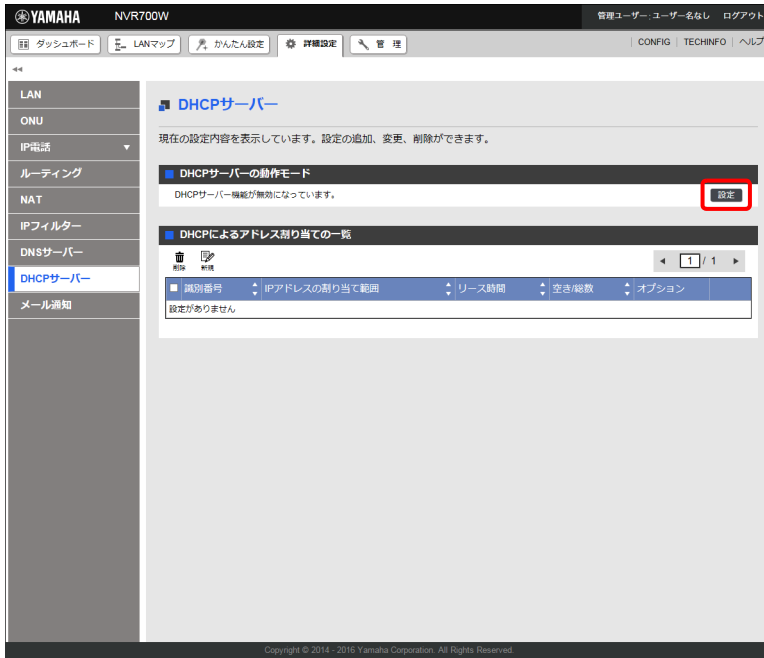 YAMAHA NVR700W 管理ユーザー:ユーザー名なし ログアウト
ダッシュボード LANマップ かんたん設定 詳細設定 管 理 CONFIG TECHINFO ヘルプ
LAN
ONU
IP電話
ルーティング
NAT
IPフィルター
DNSサーバー
DHCPサーバー
メール通知
DHCPサーバー
現在の設定内容を表示しています。設定の追加、変更、削除ができます。
DHCPサーバーの動作モード
DHCPサーバー機能が無効になっています。 設定
DHCPによるアドレス割り当ての一覧
削除 新規 1 / 1
識別番号 IPアドレスの割り当て範囲 リース時間 空き/総数 オプション
設定がありません
Copyright © 2014 - 2016 Yamaha Corporation. All Rights Reserved.